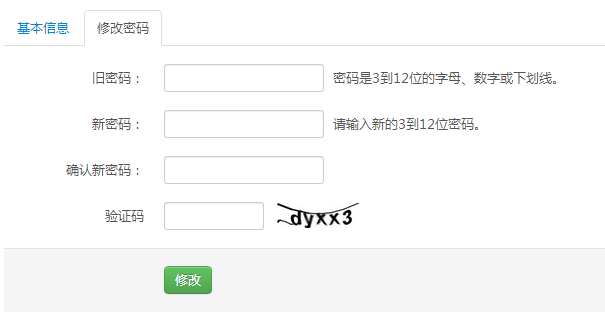 基本信息 修改密码
旧密码： 密码是3到12位的字母、数字或下划线。
新密码： 请输入新的3到12位密码。
确认新密码：
验证码 dyxx3
修改